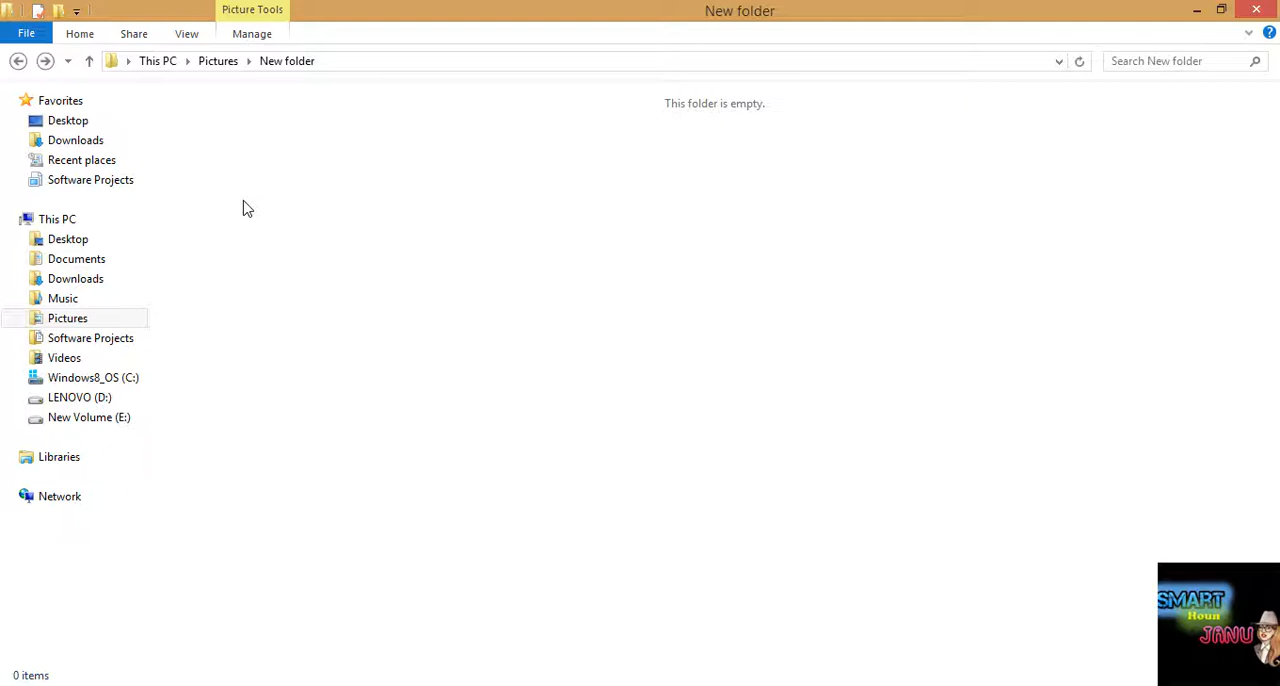 Picture Tools
New folder
File
Home
Share
View
Manage
This PC
Pictures
New folder
Search New folder
This folder is empty.
Favorites
Desktop
Downloads
Recent places
Software Projects
This PC
Desktop
Documents
Downloads
Music
Pictures
Software Projects
Videos
Windows8_OS (C:)
LENOVO (D:)
New Volume (E:)
Libraries
Network
0 items
SMART
Houn
JANU